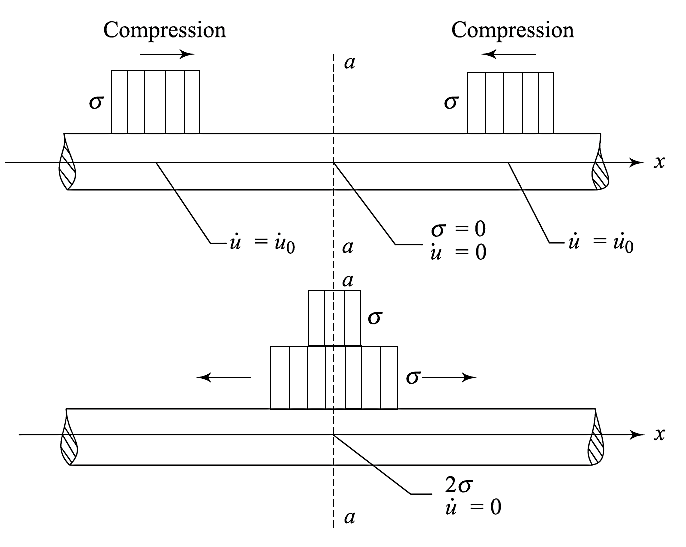 Compression Compression
a
σ σ
x
σ = 0
u̇ = u̇0 a u̇ = 0 u̇ = u̇0
a
σ
σ
x
2σ
u̇ = 0
a